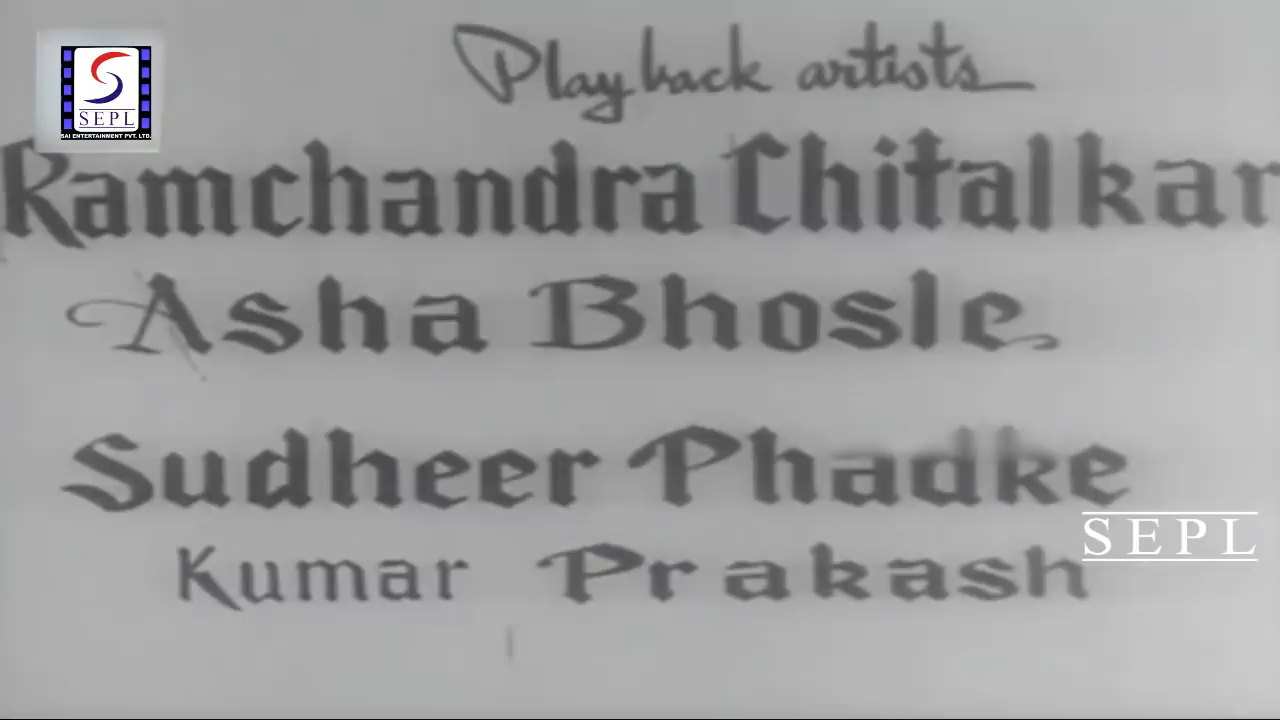 Playback artists
SEPL
SAI ENTERTAINMENT PVT. LTD.
Ramchandra Chitalkar
Asha Bhosle
Sudheer Phadke
SEPL
Kumar Prakash